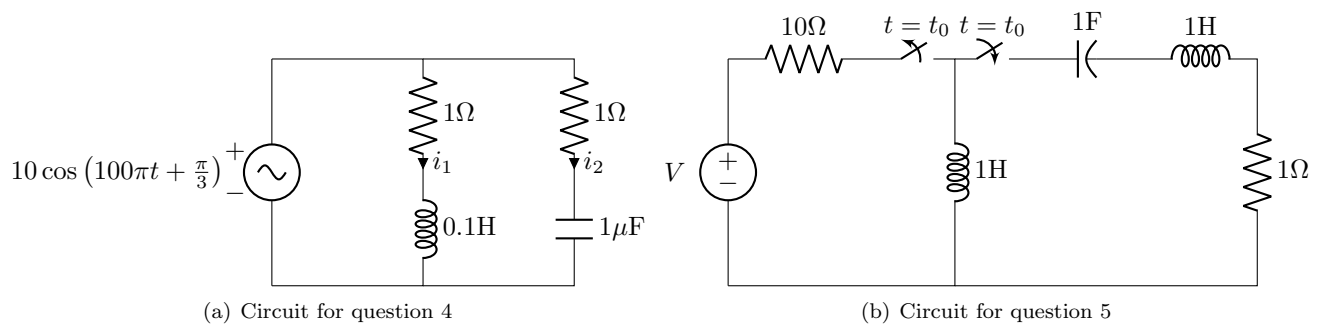 10Ω
t = t₀
t = t₀
1F
1H
1Ω
1Ω
10 cos (100πt + π/3)
+
−
i₁
i₂
V
+
−
1H
1Ω
0.1H
1μF
(a) Circuit for question 4
(b) Circuit for question 5